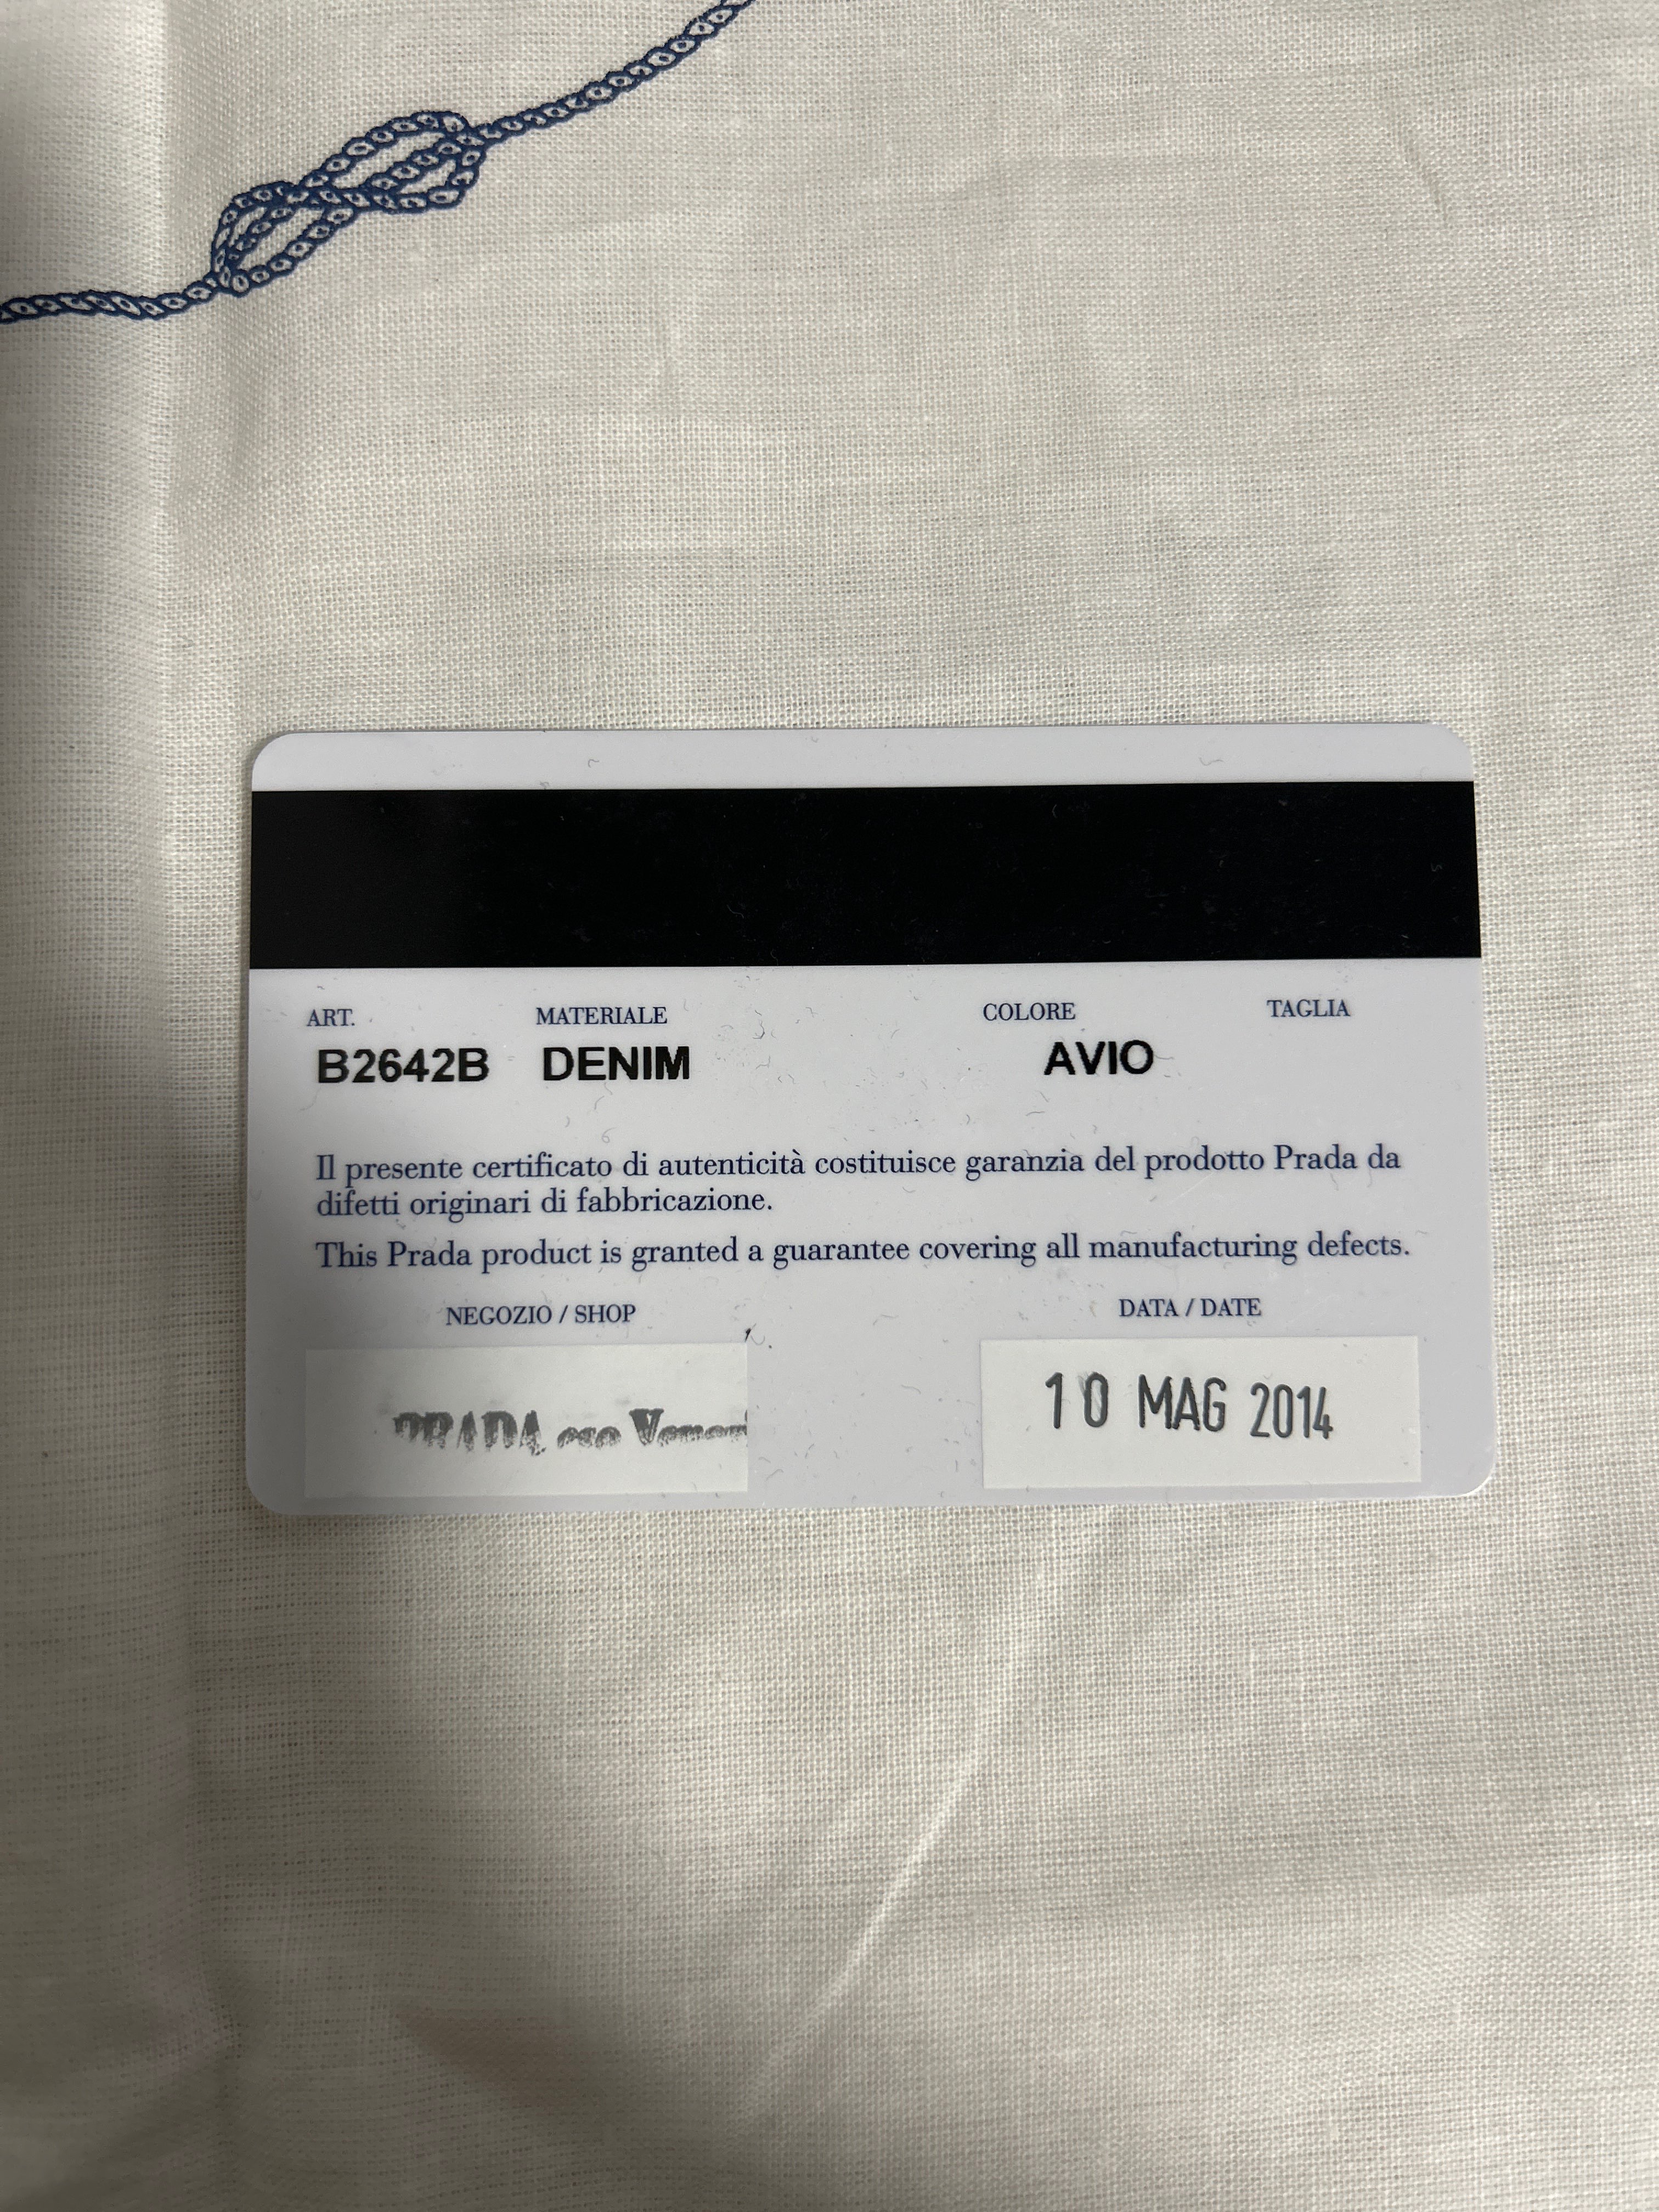 ART. MATERIALE COLORE TAGLIA
B2642B DENIM AVIO
Il presente certificato di autenticità costituisce garanzia del prodotto Prada da
difetti originari di fabbricazione.
This Prada product is granted a guarantee covering all manufacturing defects.
NEGOZIO / SHOP DATA / DATE
PRADA 10 MAG 2014